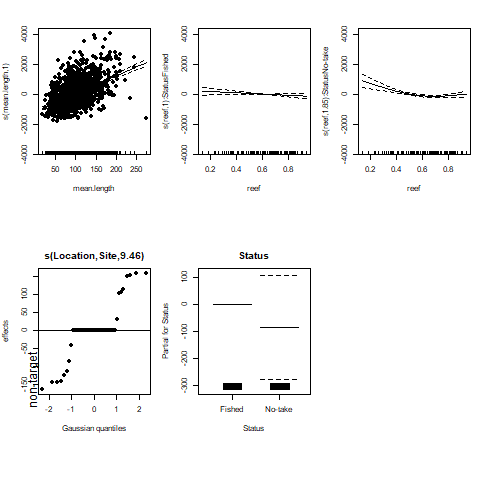 s(mean.length,1)
4000
2000
0
-2000
-4000
50 100 150 200 250
mean.length
s(reef,1):StatusFished
4000
2000
0
-2000
-4000
0.2 0.4 0.6 0.8
reef
s(reef,1.85):StatusNo-take
4000
2000
0
-2000
-4000
0.2 0.4 0.6 0.8
reef
s(Location,Site,9.46)
effects
100
50
0
-50
-150
non-target
-2 -1 0 1 2
Gaussian quantiles
Status
Partial for Status
100
0
-100
-200
-300
Fished No-take
Status